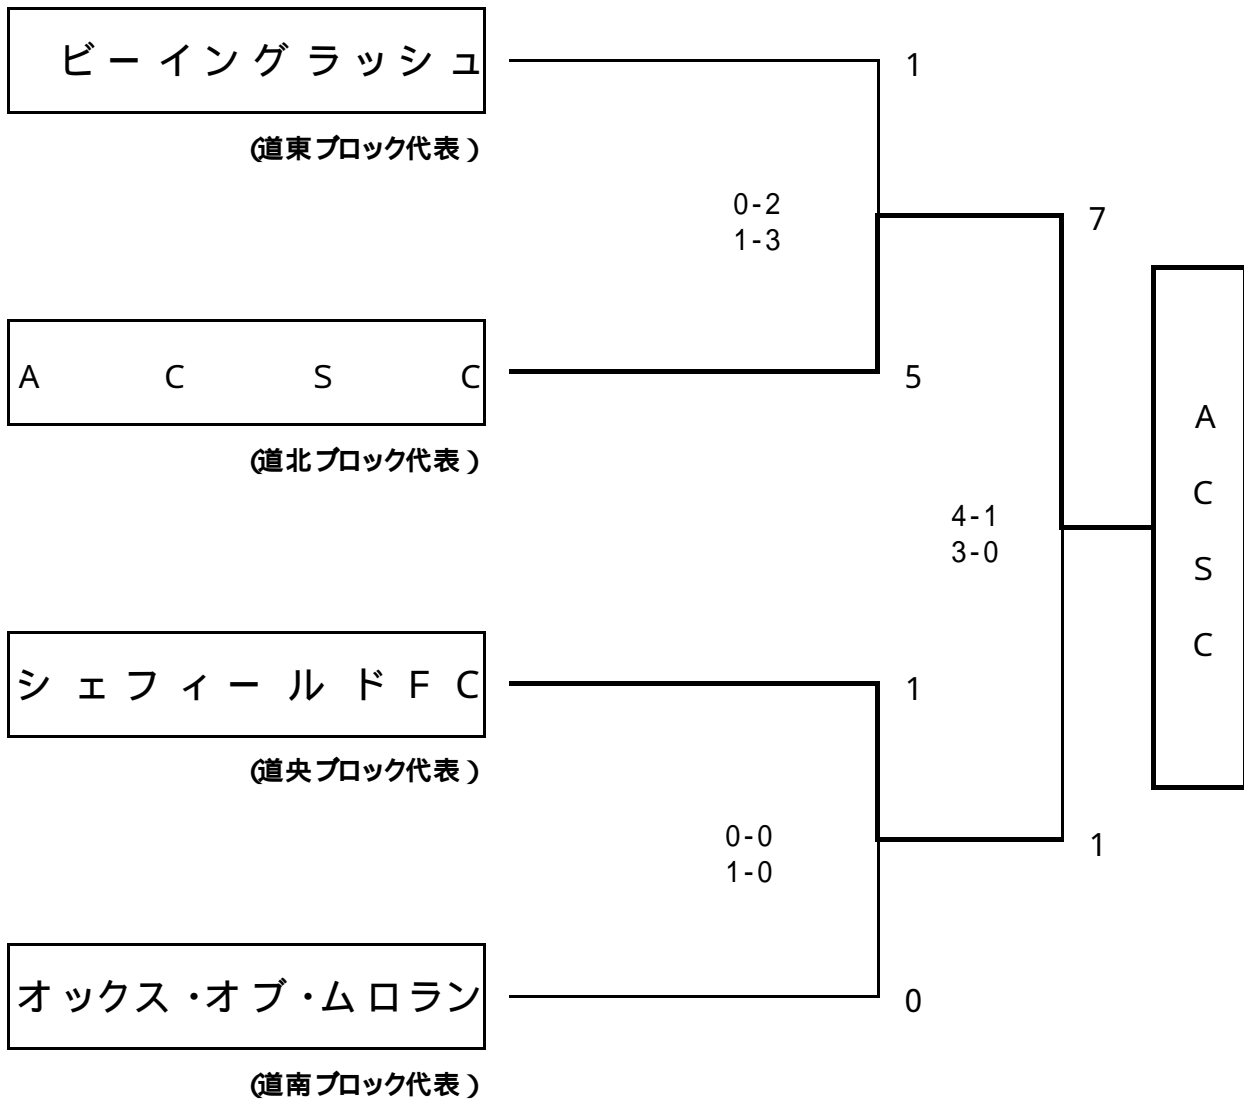 ビーイングラッシュ
1
(道東ブロック代表)
0-2
1-3
7
A C S C
5
(道北ブロック代表)
A
C
S
C
4-1
3-0
シェフィールドFC
1
(道央ブロック代表)
0-0
1-0
1
オックス・オブ・ムロラン
0
(道南ブロック代表)